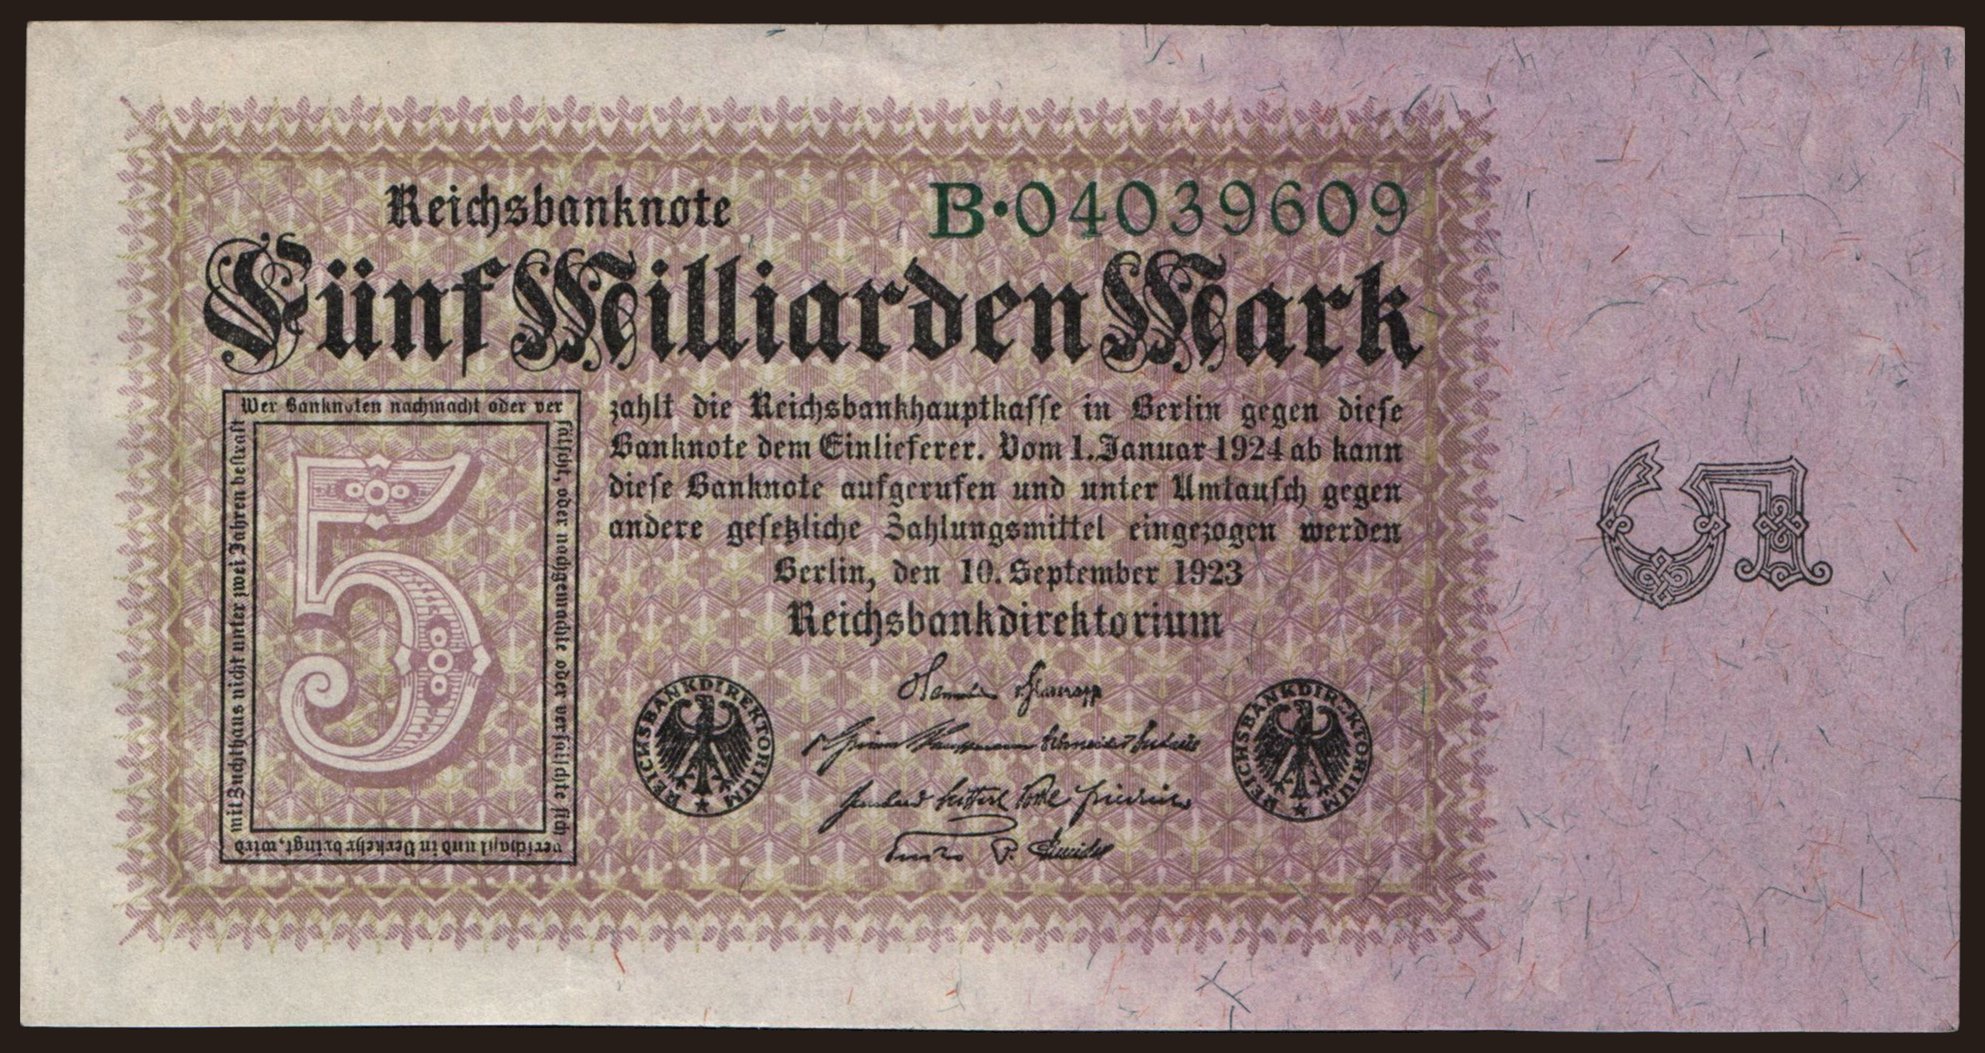 Reichsbanknote
B·04039609
Fünf Milliarden Mark
Wer Banknoten nachmacht oder ver
fälscht, oder nachgemachte oder verfälschte sich
verschafft und in Verkehr bringt, wird
mit Zuchthaus nicht unter zwei Jahren bestraft
5
zahlt die Reichsbankhauptkasse in Berlin gegen diese
Banknote dem Einlieferer. Vom 1. Januar 1924 ab kann
diese Banknote aufgerufen und unter Umtausch gegen
andere gesetzliche Zahlungsmittel eingezogen werden
Berlin, den 10. September 1923
Reichsbankdirektorium
REICHSBANKDIREKTORIUM
REICHSBANKDIREKTORIUM
5